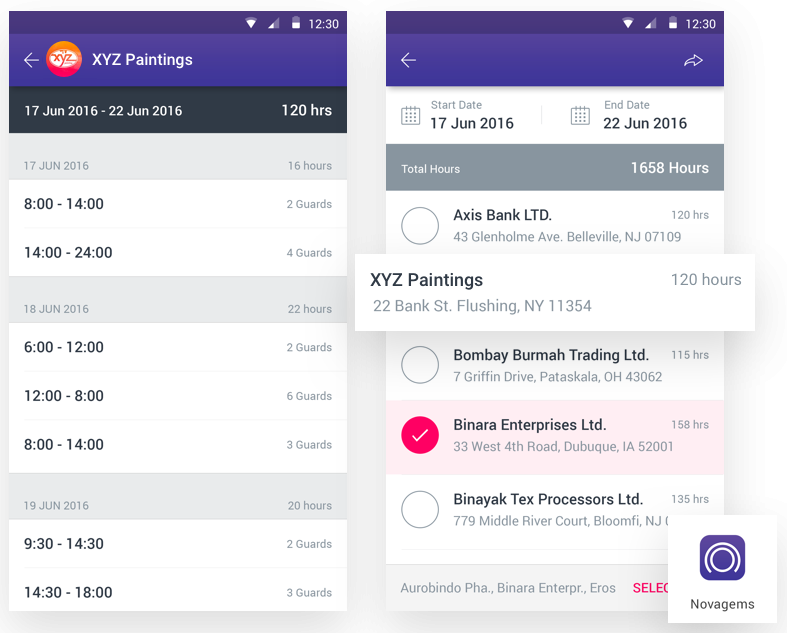 12:30
XYZ
XYZ Paintings
17 Jun 2016 - 22 Jun 2016 120 hrs
17 JUN 2016 16 hours
8:00 - 14:00 2 Guards
14:00 - 24:00 4 Guards
18 JUN 2016 22 hours
6:00 - 12:00 2 Guards
12:00 - 8:00 6 Guards
8:00 - 14:00 3 Guards
19 JUN 2016 20 hours
9:30 - 14:30 2 Guards
14:30 - 18:00 3 Guards
12:30
Start Date End Date
17 Jun 2016 22 Jun 2016
Total Hours 1658 Hours
Axis Bank LTD. 120 hrs
43 Glenholme Ave. Belleville, NJ 07109
XYZ Paintings 120 hours
22 Bank St. Flushing, NY 11354
Bombay Burmah Trading Ltd. 115 hrs
7 Griffin Drive, Pataskala, OH 43062
Binara Enterprises Ltd. 158 hrs
33 West 4th Road, Dubuque, IA 52001
Binayak Tex Processors Ltd. 135 hrs
779 Middle River Court, Bloomfi, NJ
Aurobindo Pha., Binara Enterpr., Eros
Novagems